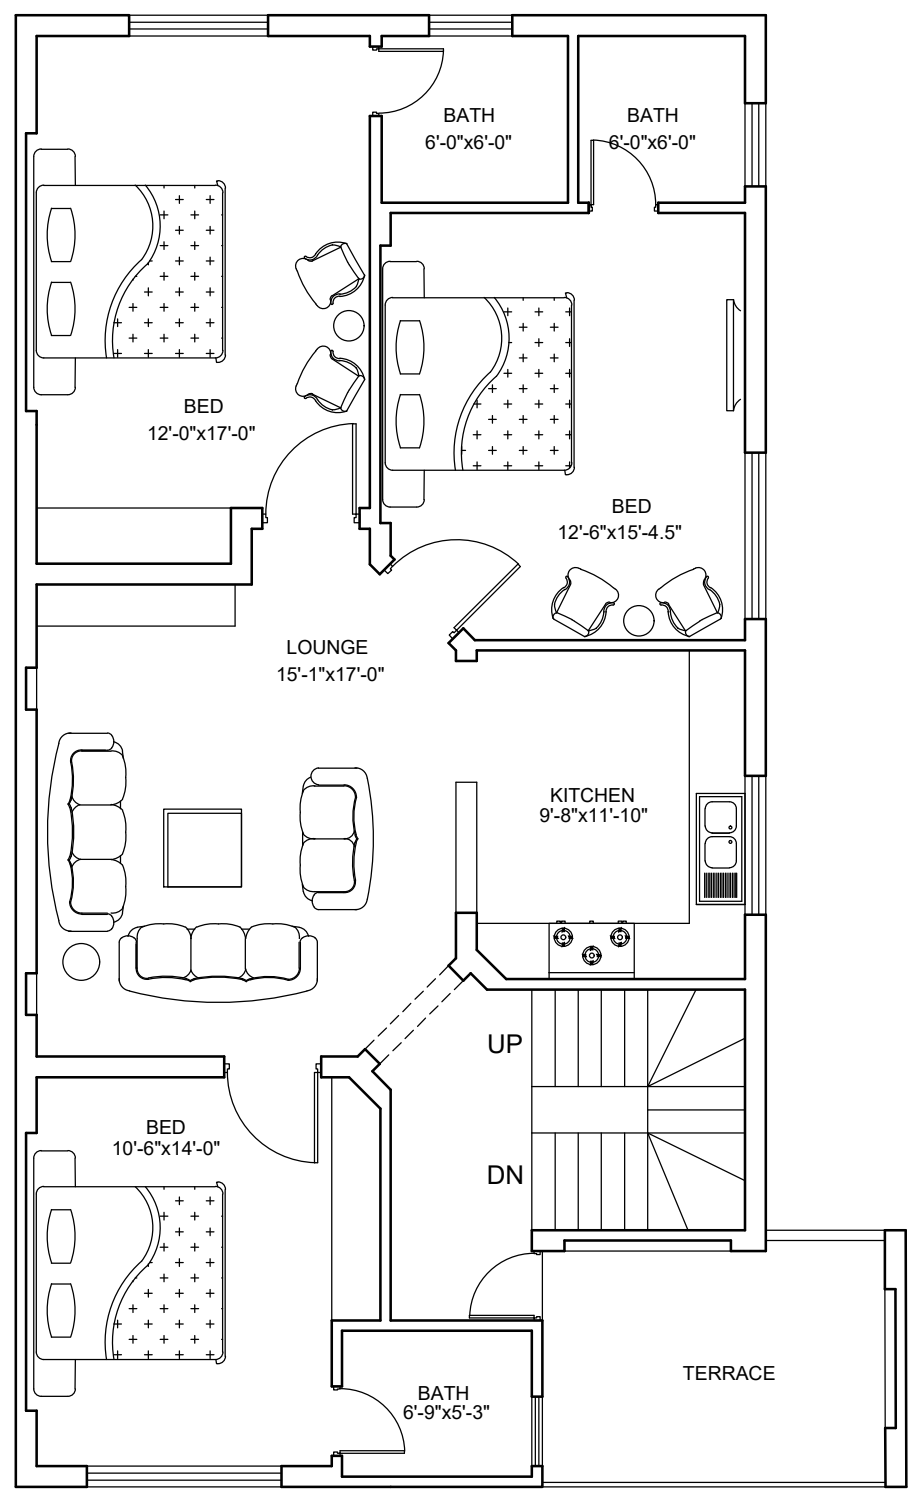 BATH
6'-0"x6'-0"
BATH
6'-0"x6'-0"
BED
12'-0"x17'-0"
BED
12'-6"x15'-4.5"
LOUNGE
15'-1"x17'-0"
KITCHEN
9'-8"x11'-10"
UP
BED
10'-6"x14'-0"
DN
TERRACE
BATH
6'-9"x5'-3"